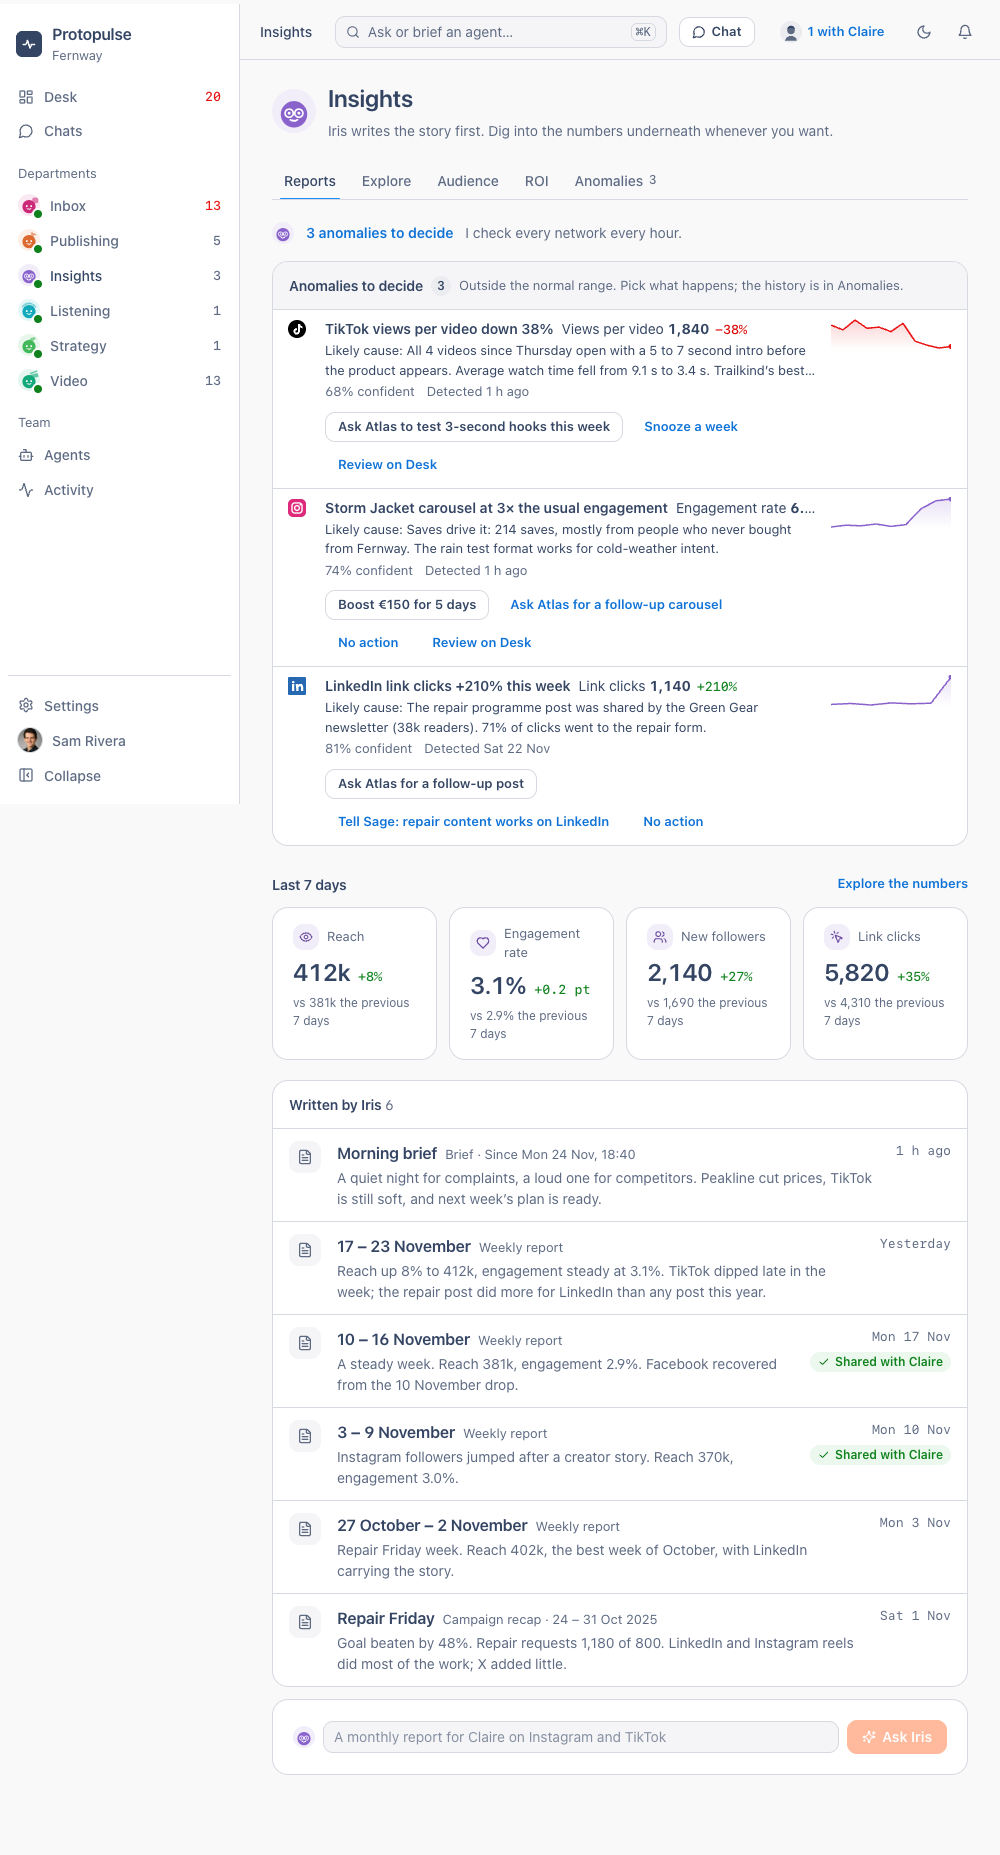 Protopulse
Fernway
Desk 20
Chats
Departments
Inbox 13
Publishing 5
Insights 3
Listening 1
Strategy 1
Video 13
Team
Agents
Activity
Settings
Sam Rivera
Collapse
Insights
Ask or brief an agent… ⌘K
Chat
1 with Claire
Insights
Iris writes the story first. Dig into the numbers underneath whenever you want.
Reports Explore Audience ROI Anomalies 3
3 anomalies to decide I check every network every hour.
Anomalies to decide 3 Outside the normal range. Pick what happens; the history is in Anomalies.
TikTok views per video down 38% Views per video 1,840 −38%
Likely cause: All 4 videos since Thursday open with a 5 to 7 second intro before
the product appears. Average watch time fell from 9.1 s to 3.4 s. Trailkind's best…
68% confident Detected 1 h ago
Ask Atlas to test 3-second hooks this week Snooze a week
Review on Desk
Storm Jacket carousel at 3× the usual engagement Engagement rate 6.…
Likely cause: Saves drive it: 214 saves, mostly from people who never bought
from Fernway. The rain test format works for cold-weather intent.
74% confident Detected 1 h ago
Boost €150 for 5 days Ask Atlas for a follow-up carousel
No action Review on Desk
LinkedIn link clicks +210% this week Link clicks 1,140 +210%
Likely cause: The repair programme post was shared by the Green Gear
newsletter (38k readers). 71% of clicks went to the repair form.
81% confident Detected Sat 22 Nov
Ask Atlas for a follow-up post
Tell Sage: repair content works on LinkedIn No action
Last 7 days Explore the numbers
Reach
412k +8%
vs 381k the previous
7 days
Engagement
rate
3.1% +0.2 pt
vs 2.9% the previous
7 days
New followers
2,140 +27%
vs 1,690 the previous
7 days
Link clicks
5,820 +35%
vs 4,310 the previous
7 days
Written by Iris 6
Morning brief Brief · Since Mon 24 Nov, 18:40 1 h ago
A quiet night for complaints, a loud one for competitors. Peakline cut prices, TikTok
is still soft, and next week's plan is ready.
17 – 23 November Weekly report Yesterday
Reach up 8% to 412k, engagement steady at 3.1%. TikTok dipped late in the
week; the repair post did more for LinkedIn than any post this year.
10 – 16 November Weekly report Mon 17 Nov
Shared with Claire
A steady week. Reach 381k, engagement 2.9%. Facebook recovered
from the 10 November drop.
3 – 9 November Weekly report Mon 10 Nov
Shared with Claire
Instagram followers jumped after a creator story. Reach 370k,
engagement 3.0%.
27 October – 2 November Weekly report Mon 3 Nov
Repair Friday week. Reach 402k, the best week of October, with LinkedIn
carrying the story.
Repair Friday Campaign recap · 24 – 31 Oct 2025 Sat 1 Nov
Goal beaten by 48%. Repair requests 1,180 of 800. LinkedIn and Instagram reels
did most of the work; X added little.
A monthly report for Claire on Instagram and TikTok
Ask Iris